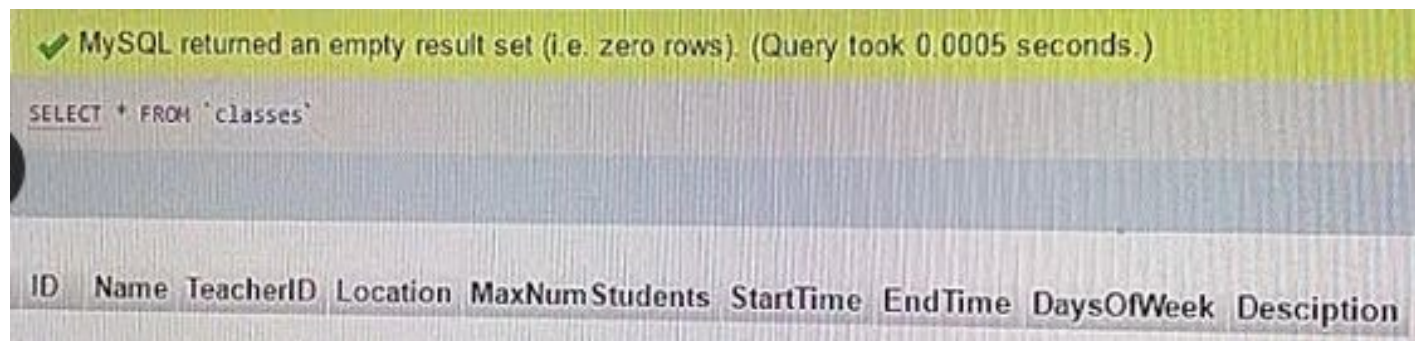 MySQL returned an empty result set (i.e. zero rows). (Query took 0.0005 seconds.)
SELECT * FROM `classes`
ID Name TeacherID Location MaxNumStudents StartTime EndTime DaysOfWeek Desciption